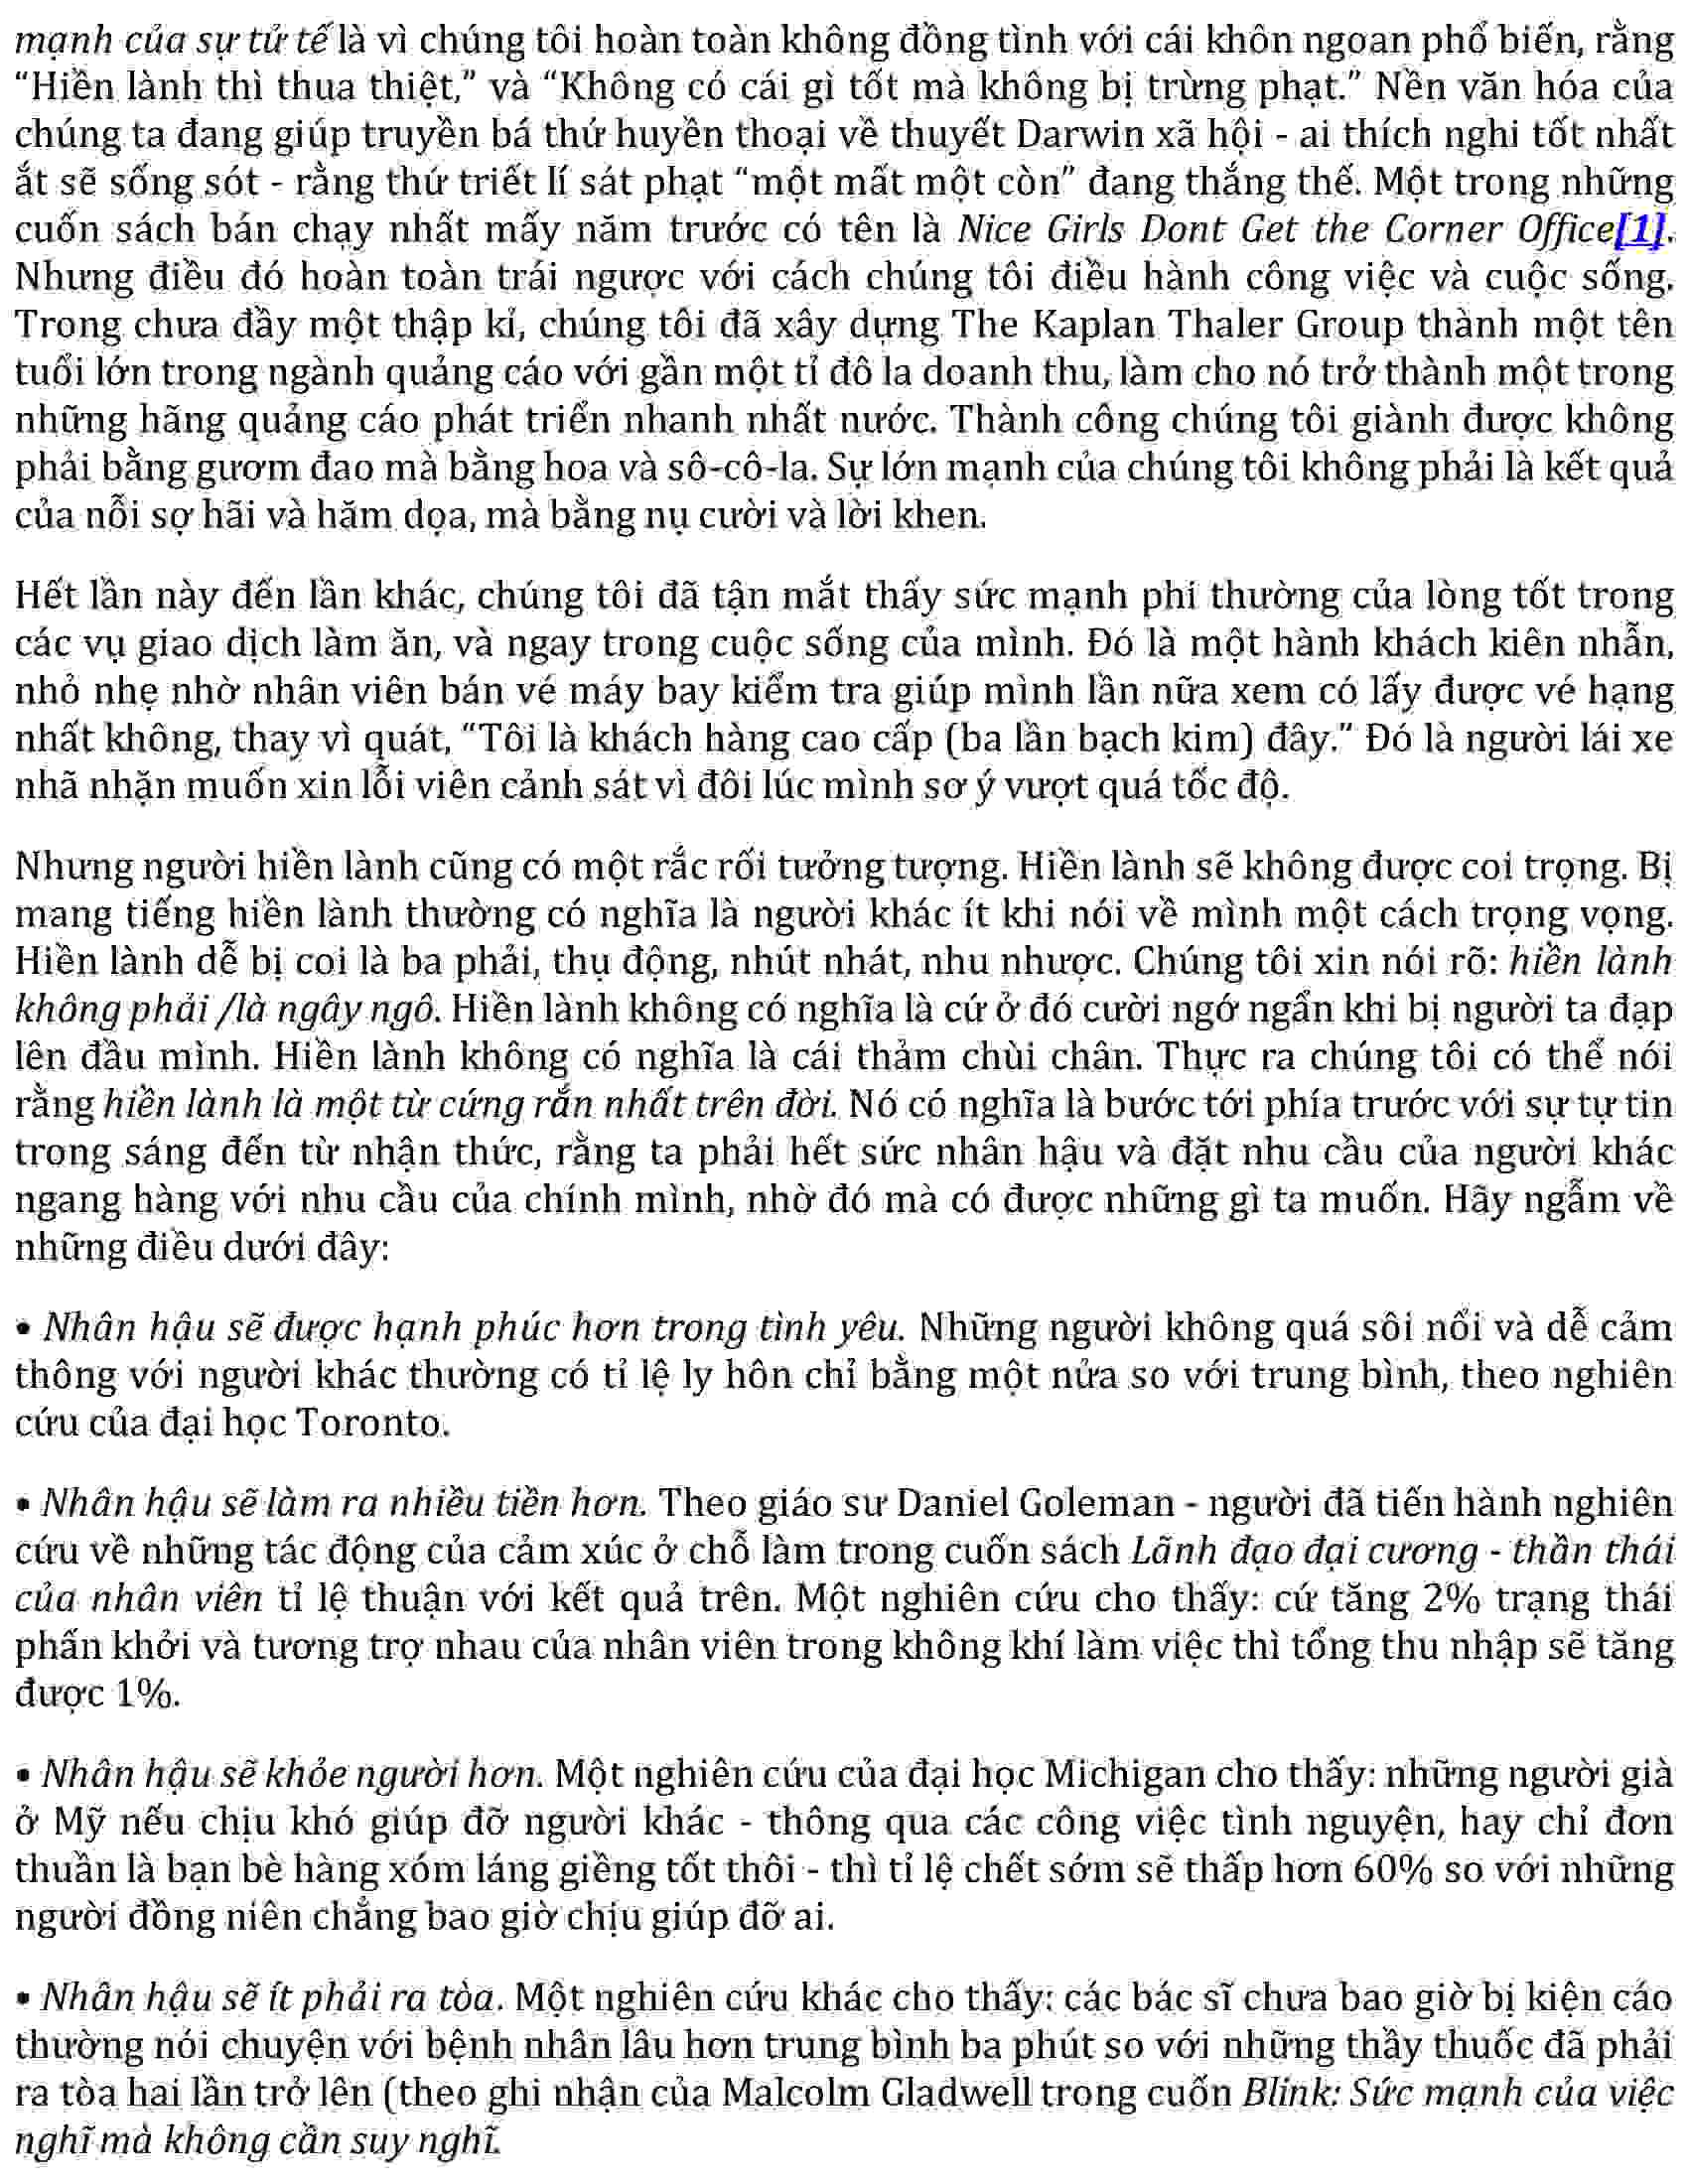 mạnh của sự tử tế là vì chúng tôi hoàn toàn không đồng tình với cái khôn ngoan phổ biến, rằng
“Hiền lành thì thua thiệt,” và “Không có cái gì tốt mà không bị trừng phạt.” Nền văn hóa của
chúng ta đang giúp truyền bá thứ huyền thoại về thuyết Darwin xã hội - ai thích nghi tốt nhất
ắt sẽ sống sót - rằng thứ triết lí sát phạt “một mất một còn” đang thắng thế. Một trong những
cuốn sách bán chạy nhất mấy năm trước có tên là Nice Girls Dont Get the Corner Office[1].
Nhưng điều đó hoàn toàn trái ngược với cách chúng tôi điều hành công việc và cuộc sống.
Trong chưa đầy một thập kỉ, chúng tôi đã xây dựng The Kaplan Thaler Group thành một tên
tuổi lớn trong ngành quảng cáo với gần một tỉ đô la doanh thu, làm cho nó trở thành một trong
những hãng quảng cáo phát triển nhanh nhất nước. Thành công chúng tôi giành được không
phải bằng gươm đao mà bằng hoa và sô-cô-la. Sự lớn mạnh của chúng tôi không phải là kết quả
của nỗi sợ hãi và hăm dọa, mà bằng nụ cười và lời khen.
Hết lần này đến lần khác, chúng tôi đã tận mắt thấy sức mạnh phi thường của lòng tốt trong
các vụ giao dịch làm ăn, và ngay trong cuộc sống của mình. Đó là một hành khách kiên nhẫn,
nhỏ nhẹ nhờ nhân viên bán vé máy bay kiểm tra giúp mình lần nữa xem có lấy được vé hạng
nhất không, thay vì quát, “Tôi là khách hàng cao cấp (ba lần bạch kim) đây.” Đó là người lái xe
nhã nhặn muốn xin lỗi viên cảnh sát vì đôi lúc mình sơ ý vượt quá tốc độ.
Nhưng người hiền lành cũng có một rắc rối tưởng tượng. Hiền lành sẽ không được coi trọng. Bị
mang tiếng hiền lành thường có nghĩa là người khác ít khi nói về mình một cách trọng vọng.
Hiền lành dễ bị coi là ba phải, thụ động, nhút nhát, nhu nhược. Chúng tôi xin nói rõ: hiền lành
không phải /là ngây ngô. Hiền lành không có nghĩa là cứ ở đó cười ngớ ngẩn khi bị người ta đạp
lên đầu mình. Hiền lành không có nghĩa là cái thảm chùi chân. Thực ra chúng tôi có thể nói
rằng hiền lành là một từ cứng rắn nhất trên đời. Nó có nghĩa là bước tới phía trước với sự tự tin
trong sáng đến từ nhận thức, rằng ta phải hết sức nhân hậu và đặt nhu cầu của người khác
ngang hàng với nhu cầu của chính mình, nhờ đó mà có được những gì ta muốn. Hãy ngẫm về
những điều dưới đây:
• Nhân hậu sẽ được hạnh phúc hơn trong tình yêu. Những người không quá sôi nổi và dễ cảm
thông với người khác thường có tỉ lệ ly hôn chỉ bằng một nửa so với trung bình, theo nghiên
cứu của đại học Toronto.
• Nhân hậu sẽ làm ra nhiều tiền hơn. Theo giáo sư Daniel Goleman - người đã tiến hành nghiên
cứu về những tác động của cảm xúc ở chỗ làm trong cuốn sách Lãnh đạo đại cương - thần thái
của nhân viên tỉ lệ thuận với kết quả trên. Một nghiên cứu cho thấy: cứ tăng 2% trạng thái
phấn khởi và tương trợ nhau của nhân viên trong không khí làm việc thì tổng thu nhập sẽ tăng
được 1%.
• Nhân hậu sẽ khỏe người hơn. Một nghiên cứu của đại học Michigan cho thấy: những người già
ở Mỹ nếu chịu khó giúp đỡ người khác - thông qua các công việc tình nguyện, hay chỉ đơn
thuần là bạn bè hàng xóm láng giềng tốt thôi - thì tỉ lệ chết sớm sẽ thấp hơn 60% so với những
người đồng niên chẳng bao giờ chịu giúp đỡ ai.
• Nhân hậu sẽ ít phải ra tòa. Một nghiên cứu khác cho thấy: các bác sĩ chưa bao giờ bị kiện cáo
thường nói chuyện với bệnh nhân lâu hơn trung bình ba phút so với những thầy thuốc đã phải
ra tòa hai lần trở lên (theo ghi nhận của Malcolm Gladwell trong cuốn Blink: Sức mạnh của việc
nghĩ mà không cần suy nghĩ.